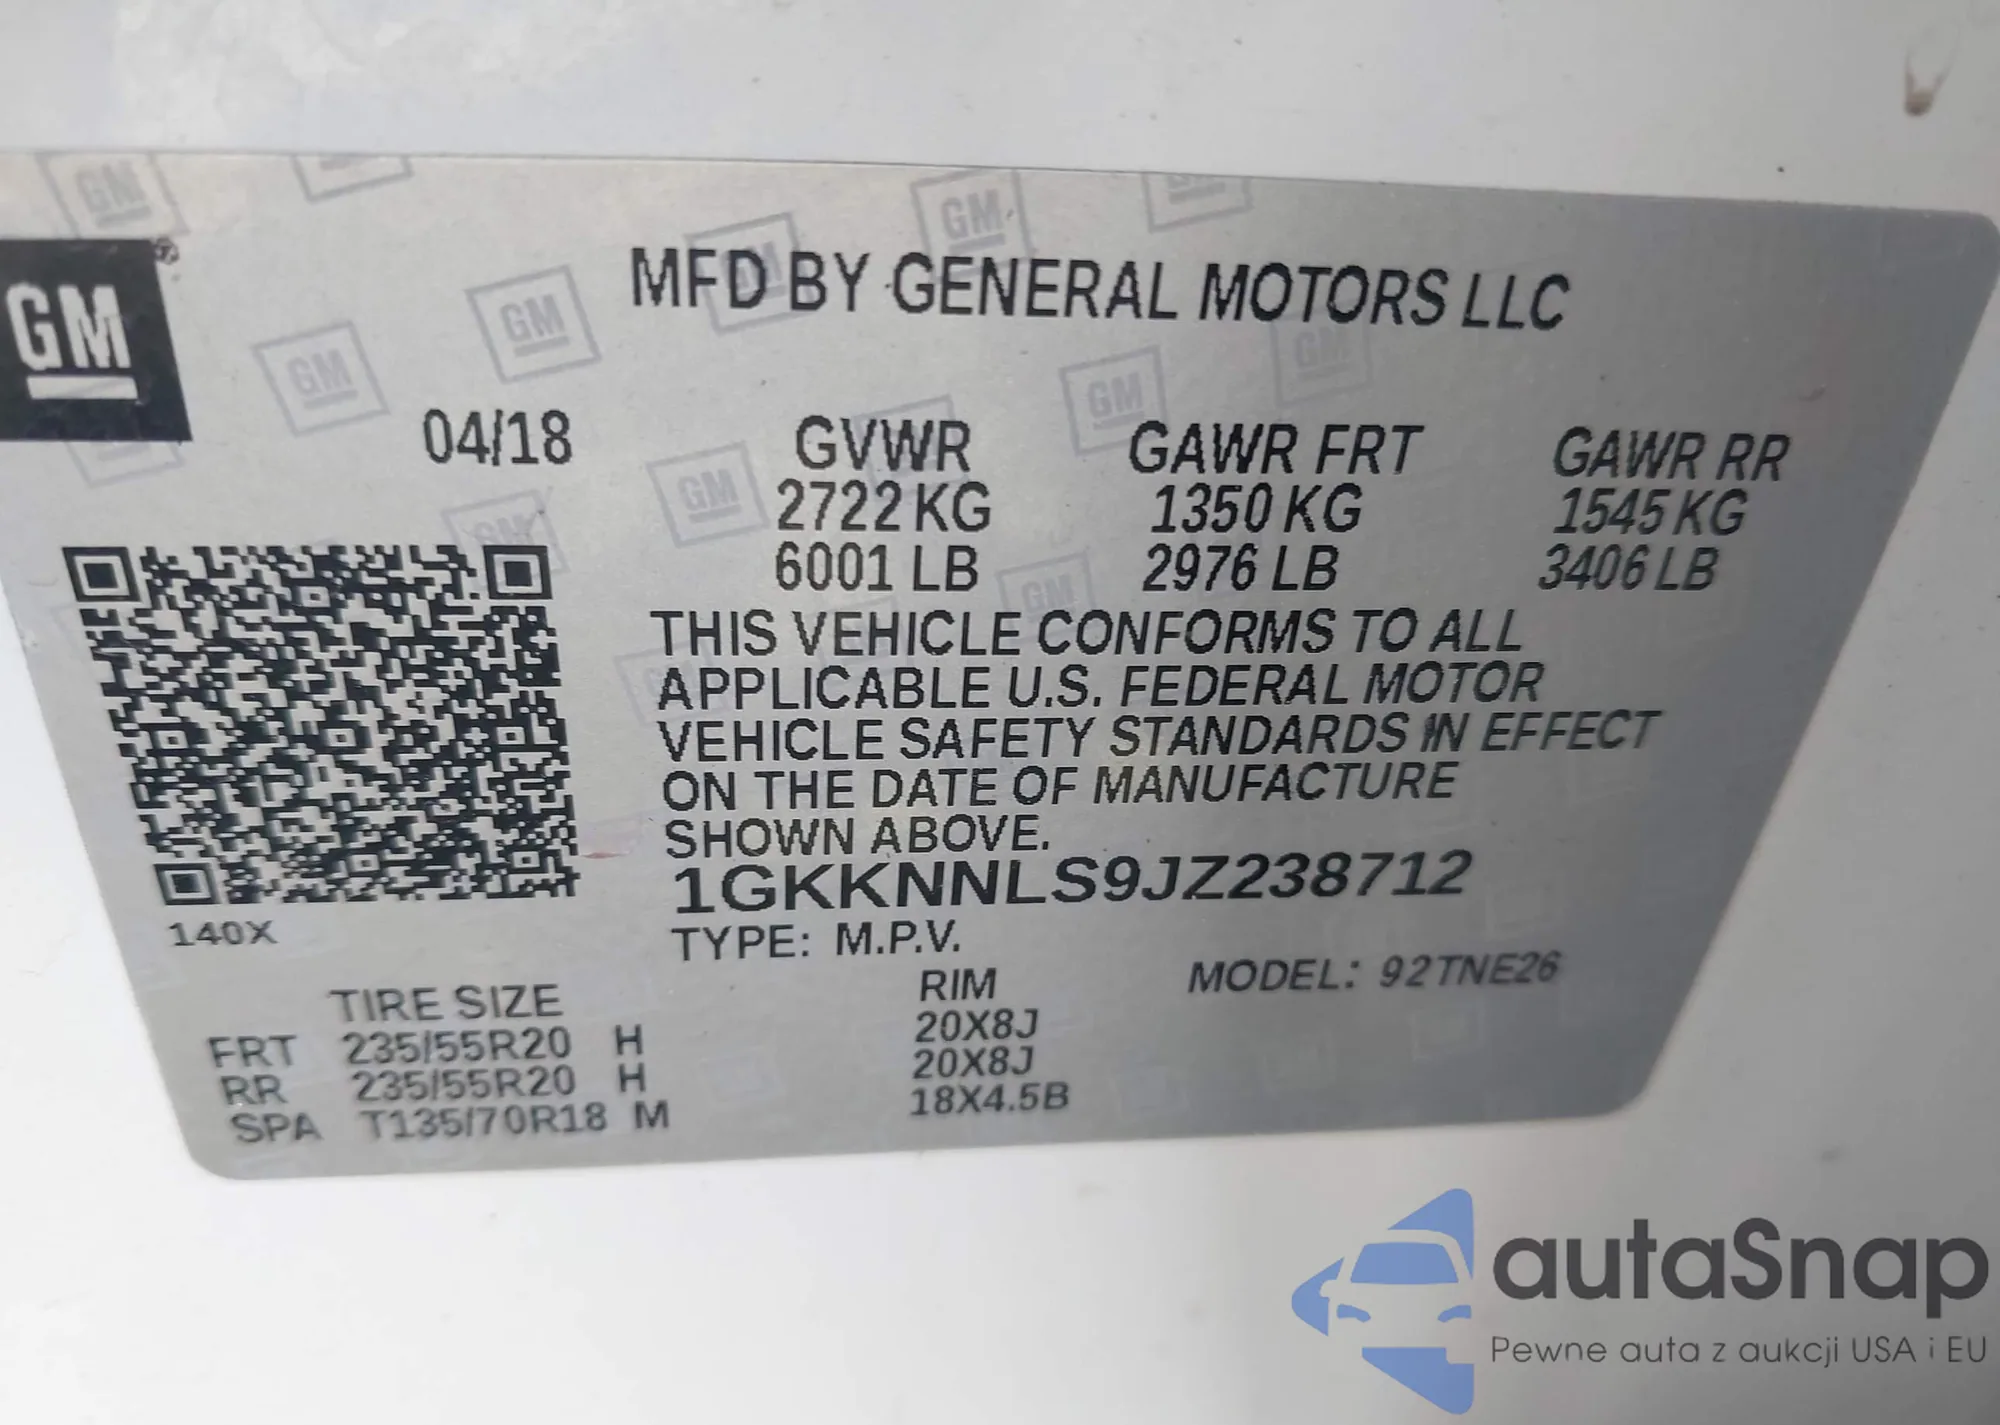 GM
MFD BY GENERAL MOTORS LLC
04/18 GVWR GAWR FRT GAWR RR
2722 KG 1350 KG 1545 KG
6001 LB 2976 LB 3406 LB
THIS VEHICLE CONFORMS TO ALL
APPLICABLE U.S. FEDERAL MOTOR
VEHICLE SAFETY STANDARDS IN EFFECT
ON THE DATE OF MANUFACTURE
SHOWN ABOVE.
1GKKNNLS9JZ238712
140X
TYPE: M.P.V.
MODEL: 92TNE26
TIRE SIZE RIM
FRT 235/55R20 H 20X8J
RR 235/55R20 H 20X8J
SPA T135/70R18 M 18X4.5B
autaSnap
Pewne auta z aukcji USA i EU